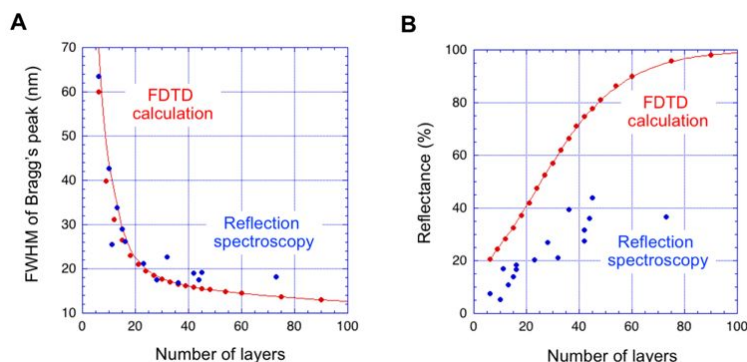 A
B
70
60
50
40
30
20
10
FWHM of Bragg's peak (nm)
FDTD
calculation
Reflection
spectroscopy
0 20 40 60 80 100
Number of layers
100
80
60
40
20
0
Reflectance (%)
FDTD
calculation
Reflection
spectroscopy
0 20 40 60 80 100
Number of layers